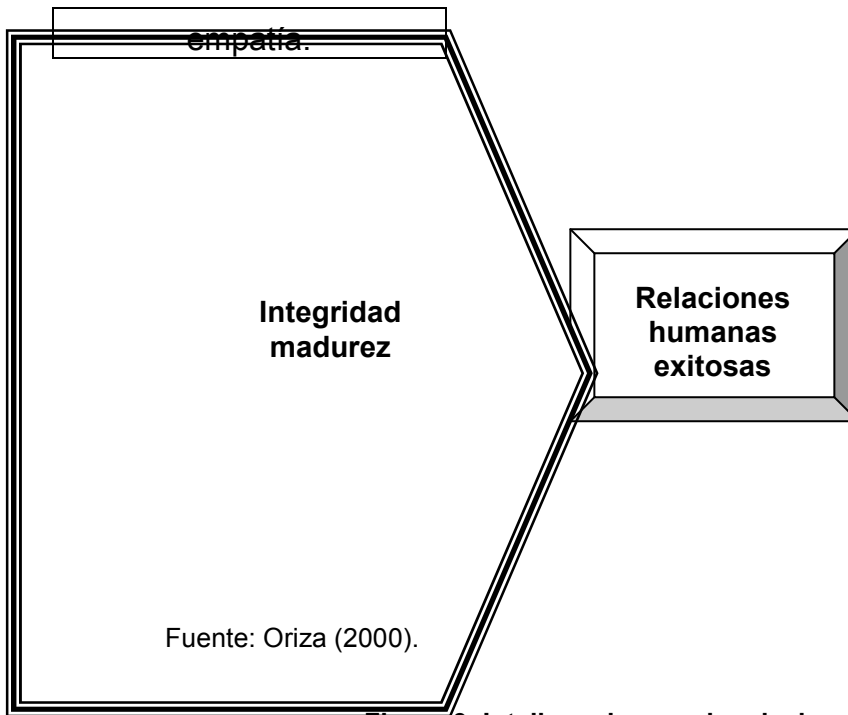 empatía.
Integridad
madurez
Relaciones
humanas
exitosas
Fuente: Oriza (2000).